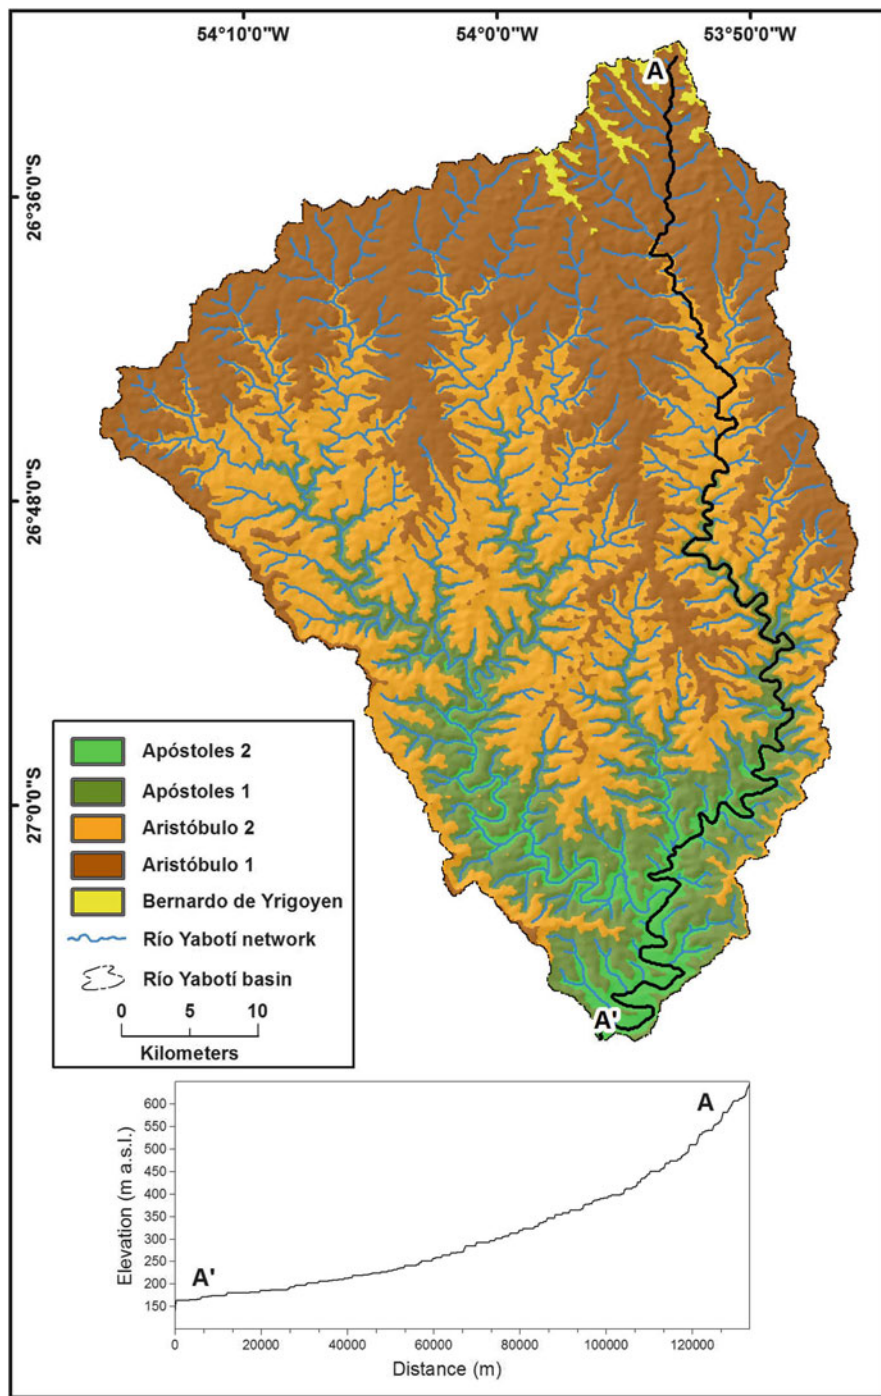 54°10'0"W 54°0'0"W 53°50'0"W
A
26°36'0"S
26°48'0"S
27°0'0"S
Apóstoles 2
Apóstoles 1
Aristóbulo 2
Aristóbulo 1
Bernardo de Yrigoyen
Río Yabotí network
Río Yabotí basin
0 5 10
Kilometers
A'
600
550
500
450
400
350
300
250
200
150
Elevation (m a.s.l.)
A
A'
0 20000 40000 60000 80000 100000 120000
Distance (m)